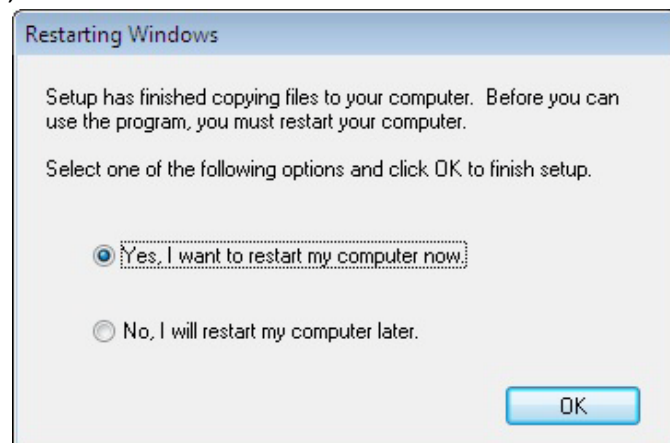 Restarting Windows
Setup has finished copying files to your computer. Before you can
use the program, you must restart your computer.
Select one of the following options and click OK to finish setup.
Yes, I want to restart my computer now.
No, I will restart my computer later.
OK